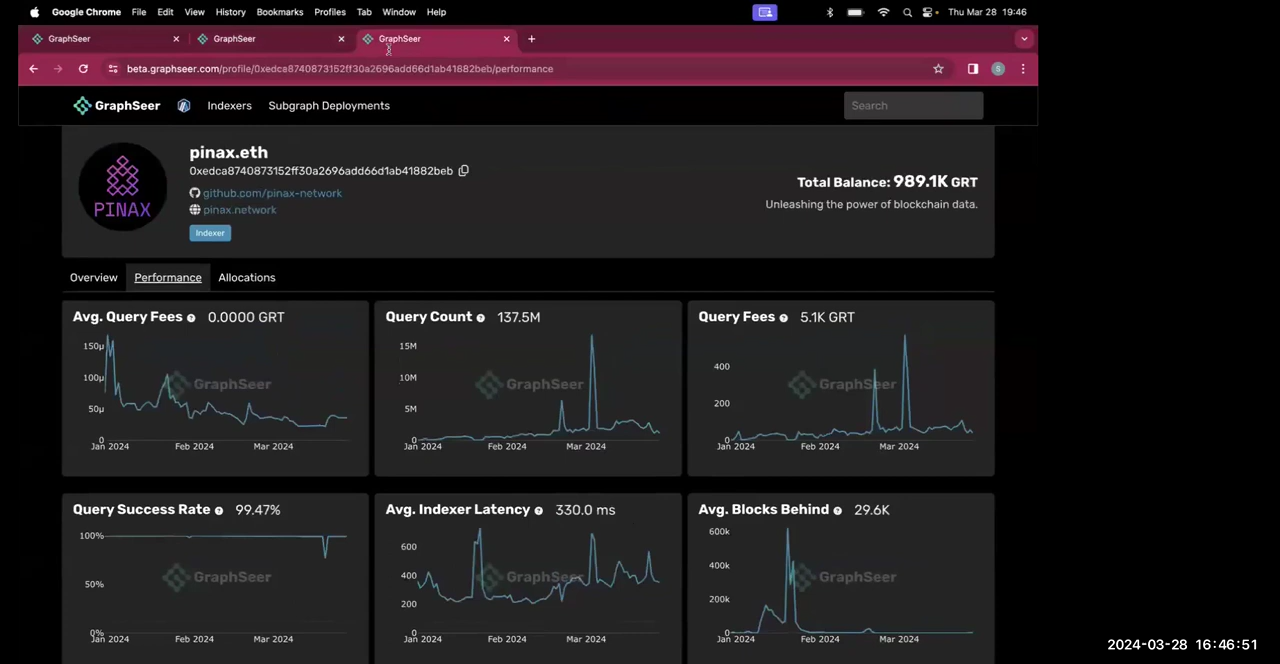 Google Chrome File Edit View History Bookmarks Profiles Tab Window Help Thu Mar 28 19:46
GraphSeer GraphSeer GraphSeer
beta.graphseer.com/profile/0xedca8740873152ff30a2696add66d1ab41882beb/performance S
GraphSeer Indexers Subgraph Deployments Search
PINAX
pinax.eth
0xedca8740873152ff30a2696add66d1ab41882beb
github.com/pinax-network
pinax.network
Indexer
Total Balance: 989.1K GRT
Unleashing the power of blockchain data.
Overview Performance Allocations
Avg. Query Fees ? 0.0000 GRT
150μ
100μ
50μ
0
Jan 2024 Feb 2024 Mar 2024
GraphSeer
Query Count ? 137.5M
15M
10M
5M
0
Jan 2024 Feb 2024 Mar 2024
GraphSeer
Query Fees ? 5.1K GRT
400
200
0
Jan 2024 Feb 2024 Mar 2024
GraphSeer
Query Success Rate ? 99.47%
100%
50%
0%
Jan 2024 Feb 2024 Mar 2024
GraphSeer
Avg. Indexer Latency ? 330.0 ms
600
400
200
0
Jan 2024 Feb 2024 Mar 2024
GraphSeer
Avg. Blocks Behind ? 29.6K
600k
400k
200k
0
Jan 2024 Feb 2024 Mar 2024
GraphSeer
2024-03-28 16:46:51